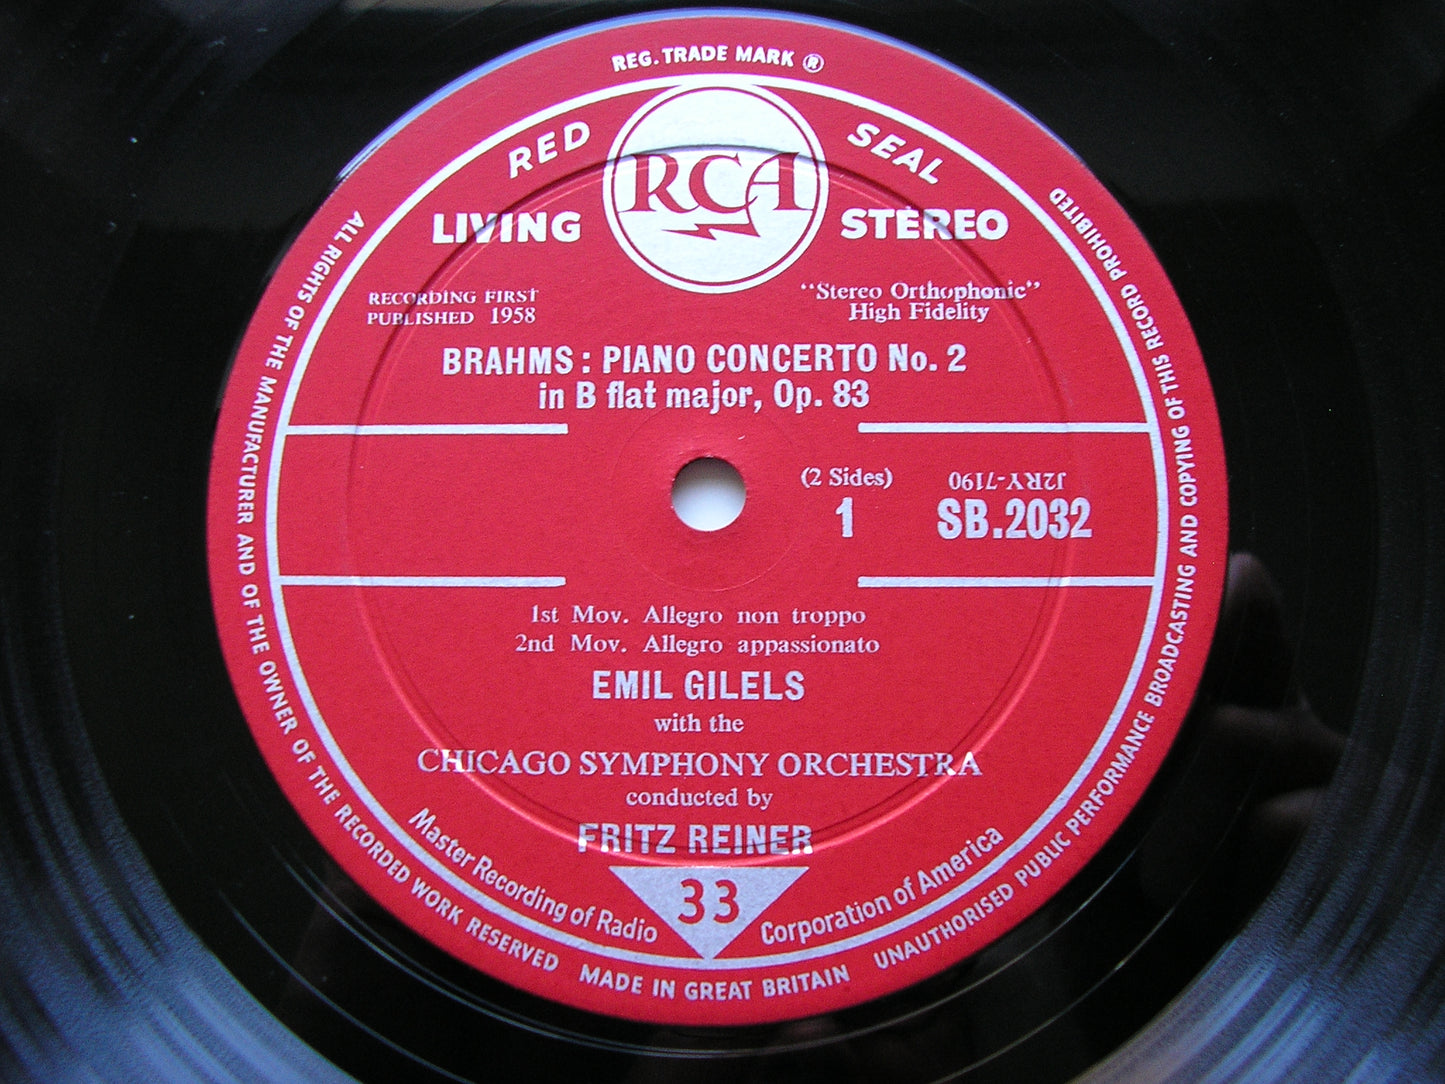 REG. TRADE MARK ®
RED SEAL
RCA
LIVING STEREO
RECORDING FIRST
PUBLISHED 1958
"Stereo Orthophonic"
High Fidelity
BRAHMS : PIANO CONCERTO No. 2
in B flat major, Op. 83
(2 Sides)
1
J2RY-7190
SB.2032
1st Mov. Allegro non troppo
2nd Mov. Allegro appassionato
EMIL GILELS
with the
CHICAGO SYMPHONY ORCHESTRA
conducted by
FRITZ REINER
33
Master Recording of Radio Corporation of America
ALL RIGHTS OF THE MANUFACTURER AND OF THE OWNER OF THE RECORDED WORK RESERVED
MADE IN GREAT BRITAIN
UNAUTHORISED PUBLIC PERFORMANCE BROADCASTING AND COPYING OF THIS RECORD PROHIBITED